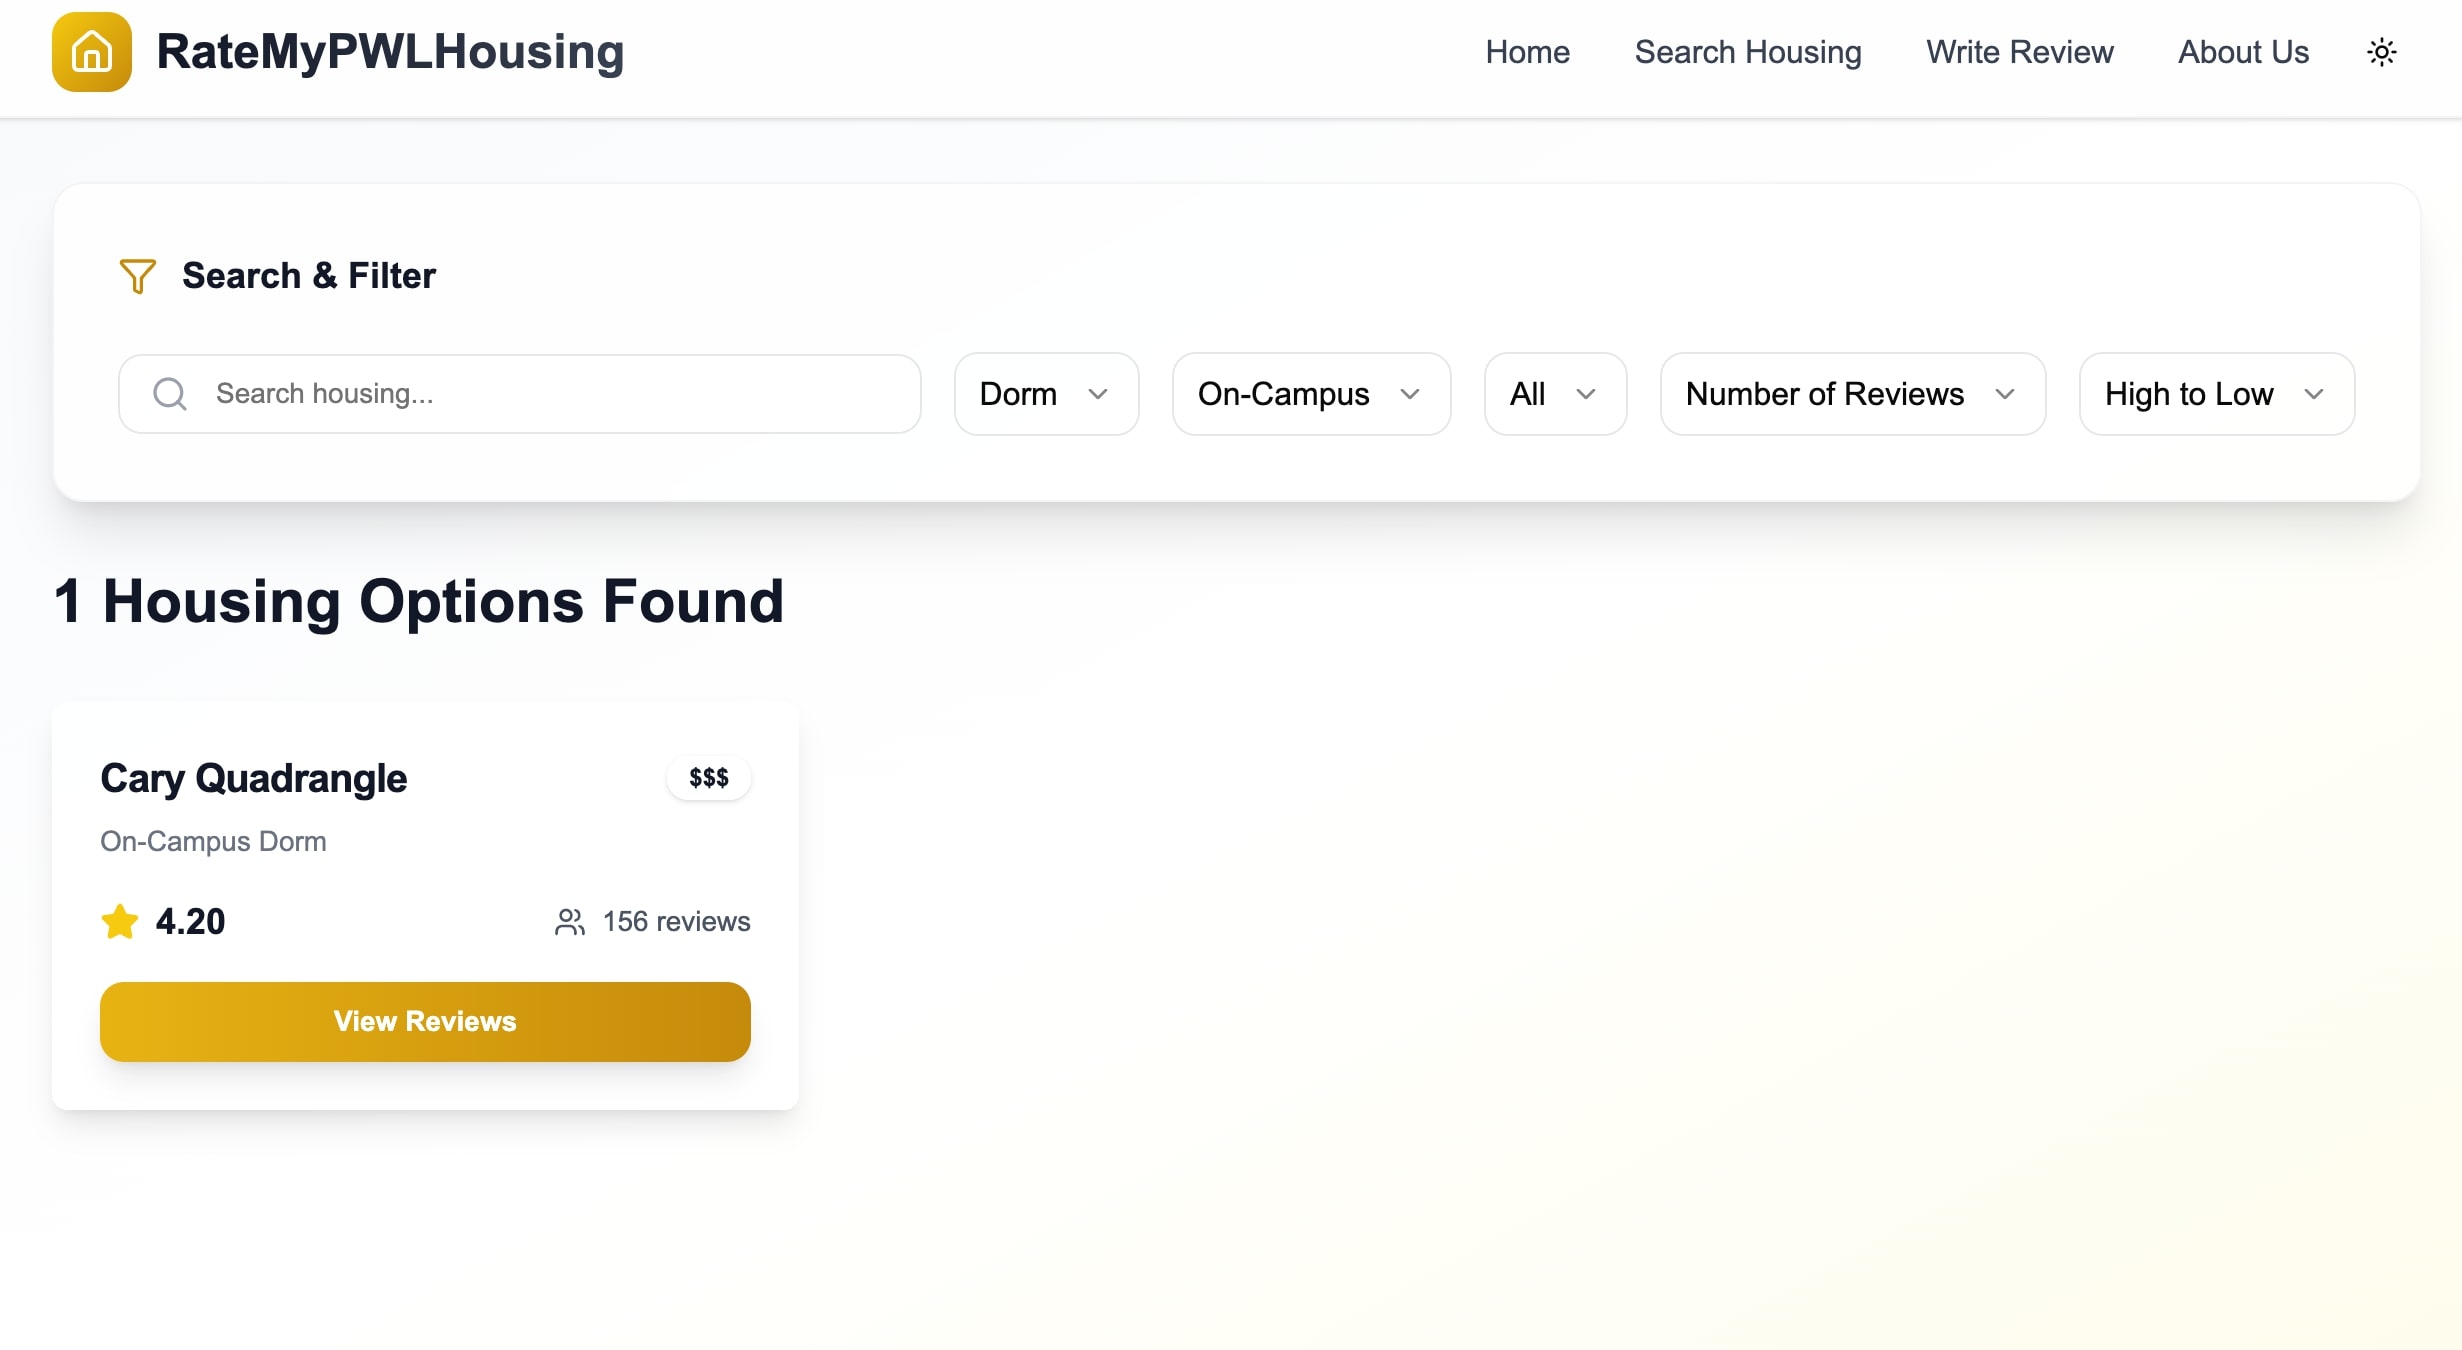 RateMyPWLHousing
Home Search Housing Write Review About Us
Search & Filter
Search housing... Dorm On-Campus All Number of Reviews High to Low
1 Housing Options Found
Cary Quadrangle $$$
On-Campus Dorm
4.20 156 reviews
View Reviews